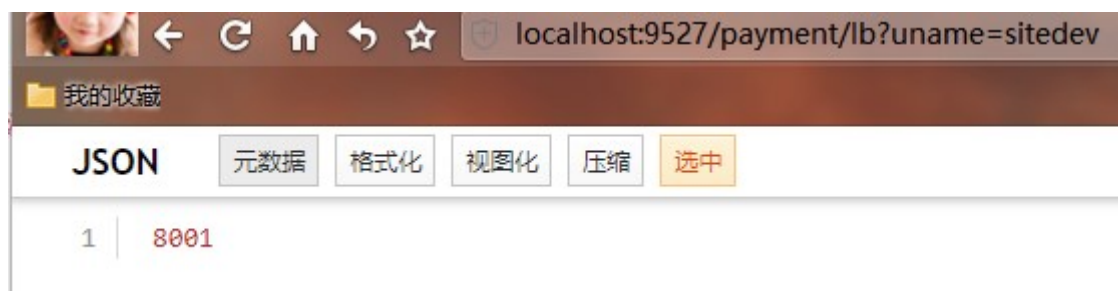 localhost:9527/payment/lb?uname=sitedev
我的收藏
JSON 元数据 格式化 视图化 压缩 选中
1 8001